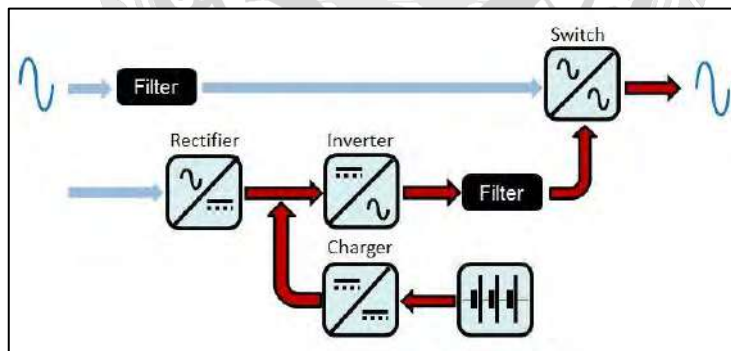 Switch
Filter
Rectifier
Inverter
Filter
Charger